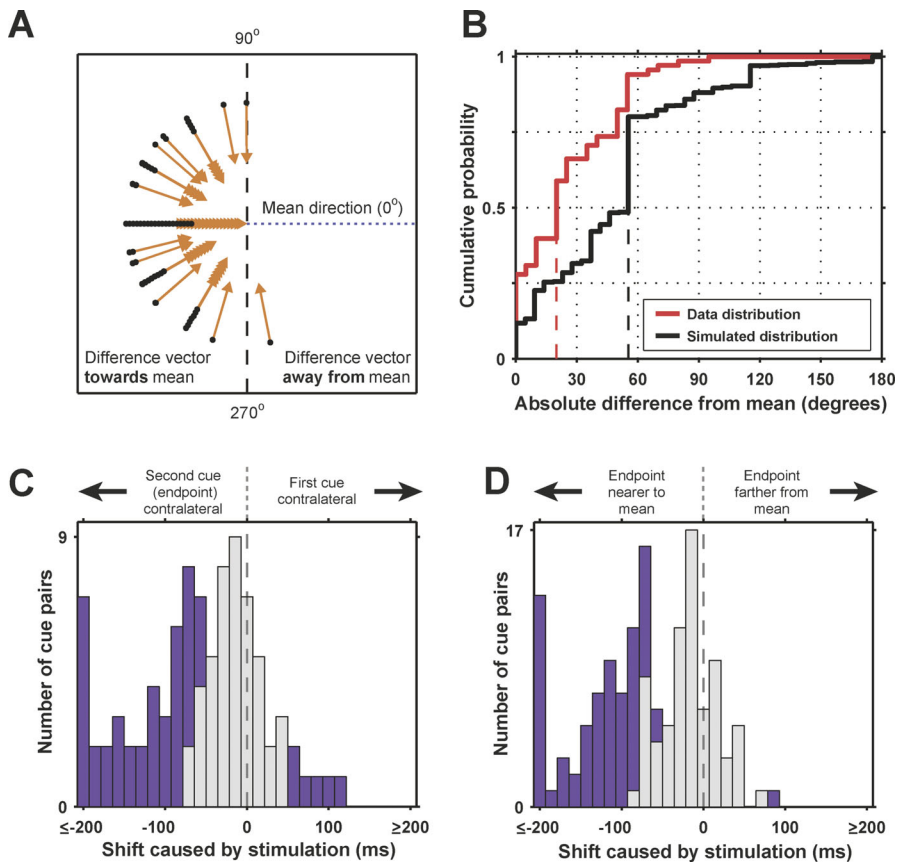 A
90o
Mean direction (0o)
Difference vector
towards mean
Difference vector
away from mean
270o
B
Cumulative probability
1
0.5
0
Data distribution
Simulated distribution
0 30 60 90 120 150 180
Absolute difference from mean (degrees)
C
Second cue
(endpoint)
contralateral
First cue
contralateral
Number of cue pairs
9
0
≤-200 -100 0 100 ≥200
Shift caused by stimulation (ms)
D
Endpoint
nearer to
mean
Endpoint
farther from
mean
Number of cue pairs
17
0
≤-200 -100 0 100 ≥200
Shift caused by stimulation (ms)